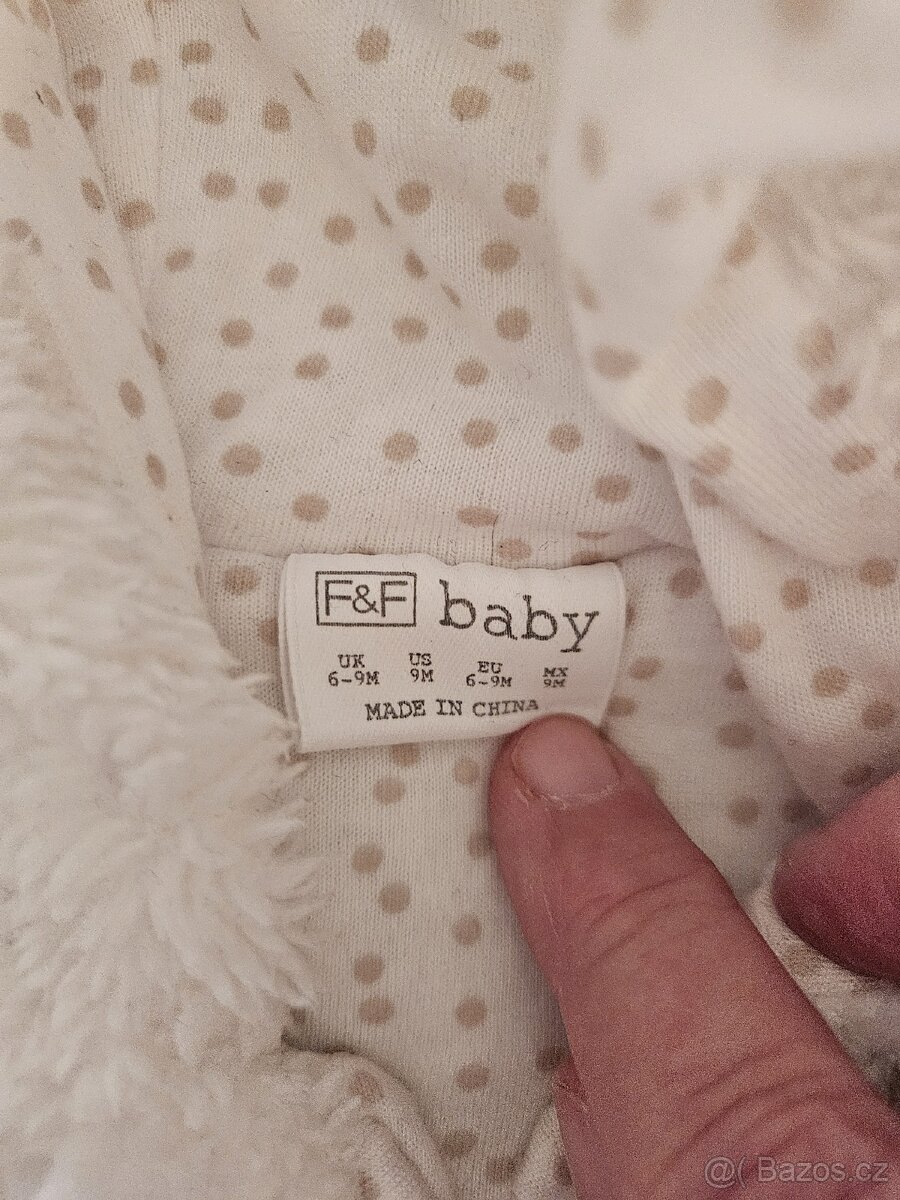 F&F baby
UK US EU MX
6-9M 9M 6-9M 9M
MADE IN CHINA
@( Bazos.cz